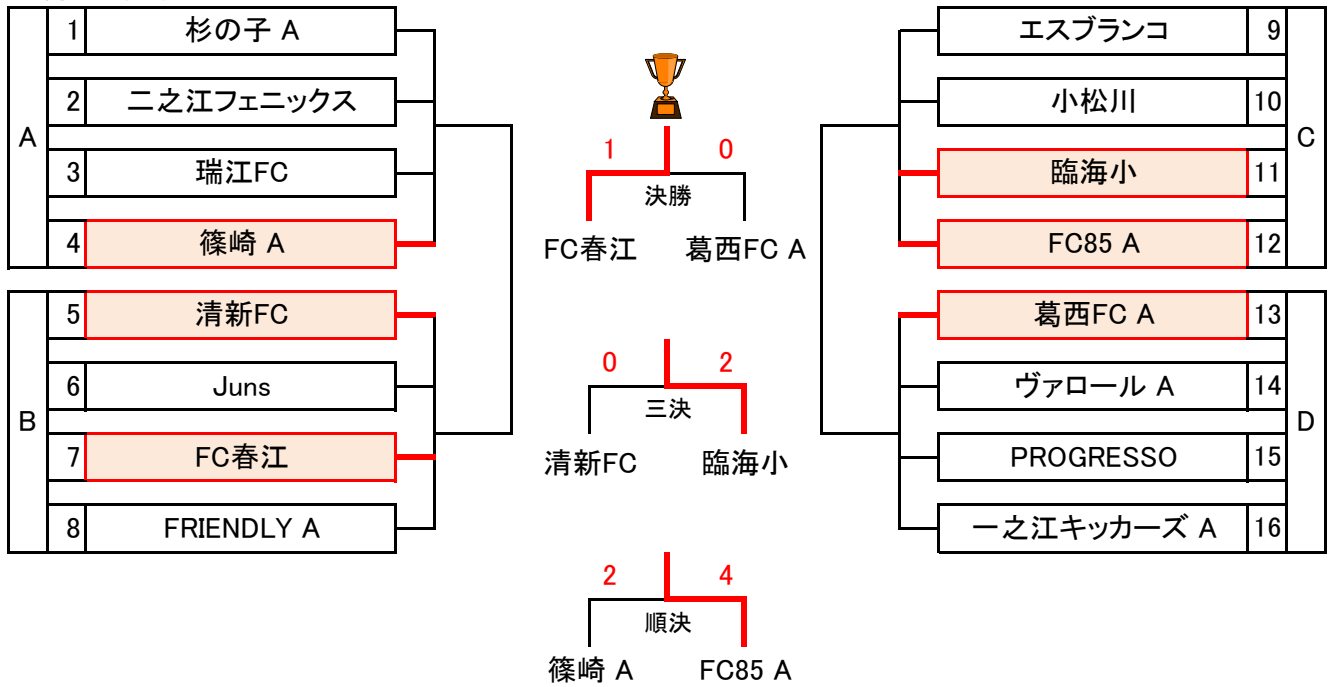 A
1 杉の子 A
2 二之江フェニックス
3 瑞江FC
4 篠崎 A
B
5 清新FC
6 Juns
7 FC春江
8 FRIENDLY A
1 0
決勝
FC春江 葛西FC A
0 2
三決
清新FC 臨海小
2 4
順決
篠崎 A FC85 A
エスブランコ 9
小松川 10
臨海小 11
FC85 A 12
C
葛西FC A 13
ヴァロール A 14
PROGRESSO 15
一之江キッカーズ A 16
D